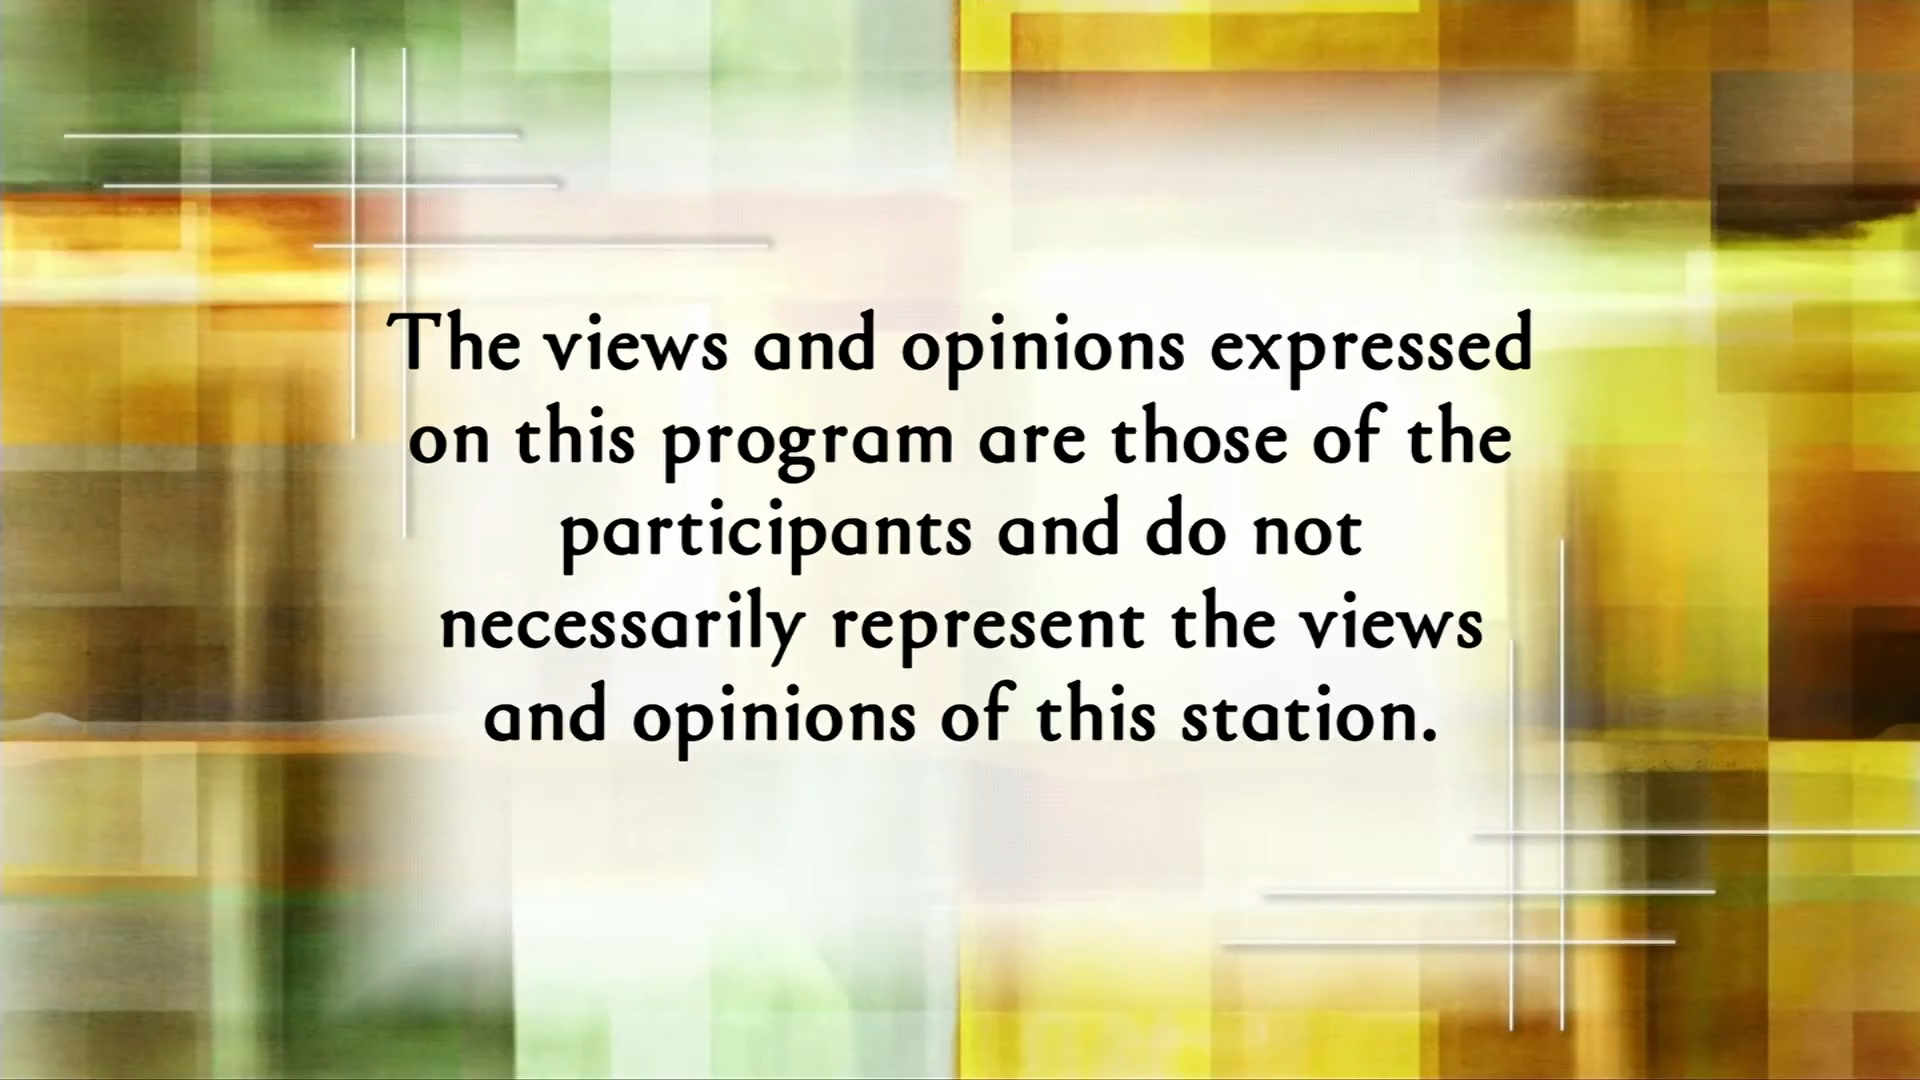 The views and opinions expressed
on this program are those of the
participants and do not
necessarily represent the views
and opinions of this station.